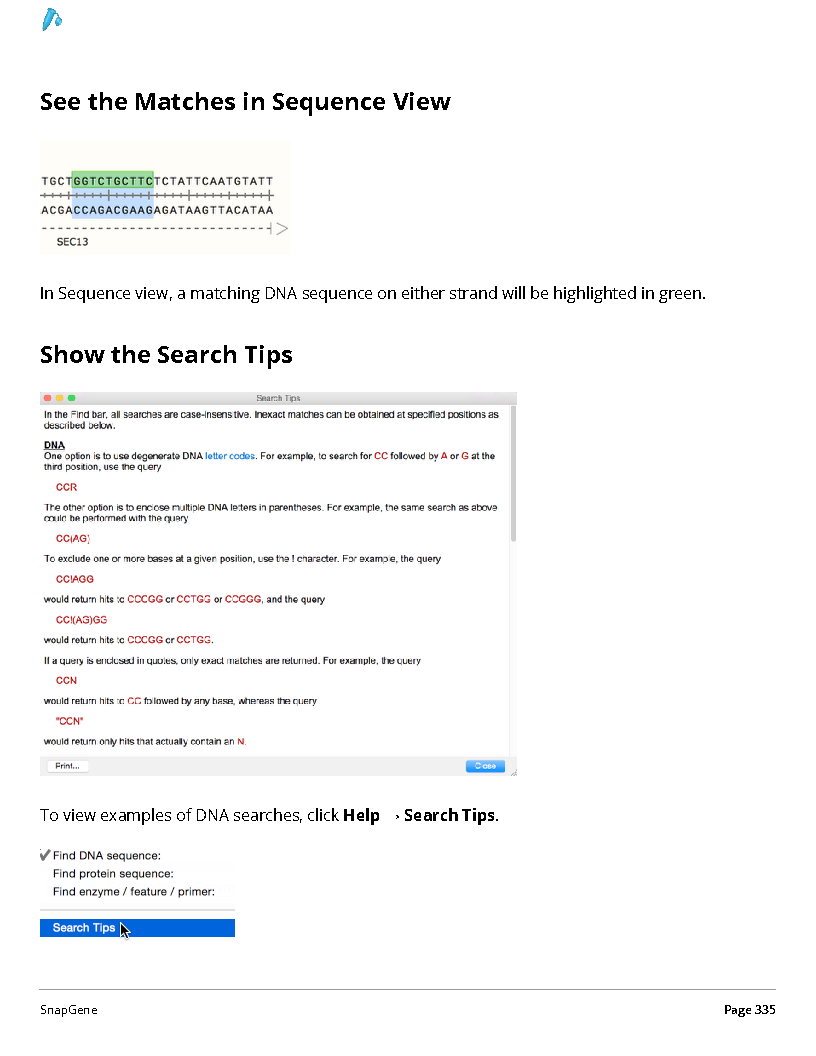 See the Matches in Sequence View
TGCTGGTCTGCTTCTCTATTCAATGTATT
ACGACCAGACGAAGAGATAAGTTACATAA
SEC13
In Sequence view, a matching DNA sequence on either strand will be highlighted in green.
Show the Search Tips
Search Tips
In the Find bar, all searches are case-insensitive. Inexact matches can be obtained at specified positions as
described below.
DNA
One option is to use degenerate DNA letter codes. For example, to search for CC followed by A or G at the
third position, use the query
CCR
The other option is to enclose multiple DNA letters in parentheses. For example, the same search as above
could be performed with the query
CC(AG)
To exclude one or more bases at a given position, use the ! character. For example, the query
CC!AGG
would return hits to CCCGG or CCTGG or CCGGG, and the query
CC!(AG)GG
would return hits to CCCGG or CCTGG.
If a query is enclosed in quotes, only exact matches are returned. For example, the query
CCN
would return hits to CC followed by any base, whereas the query
"CCN"
would return only hits that actually contain an N.
Print... Close
To view examples of DNA searches, click Help → Search Tips.
Find DNA sequence:
Find protein sequence:
Find enzyme / feature / primer:
Search Tips
SnapGene Page 335